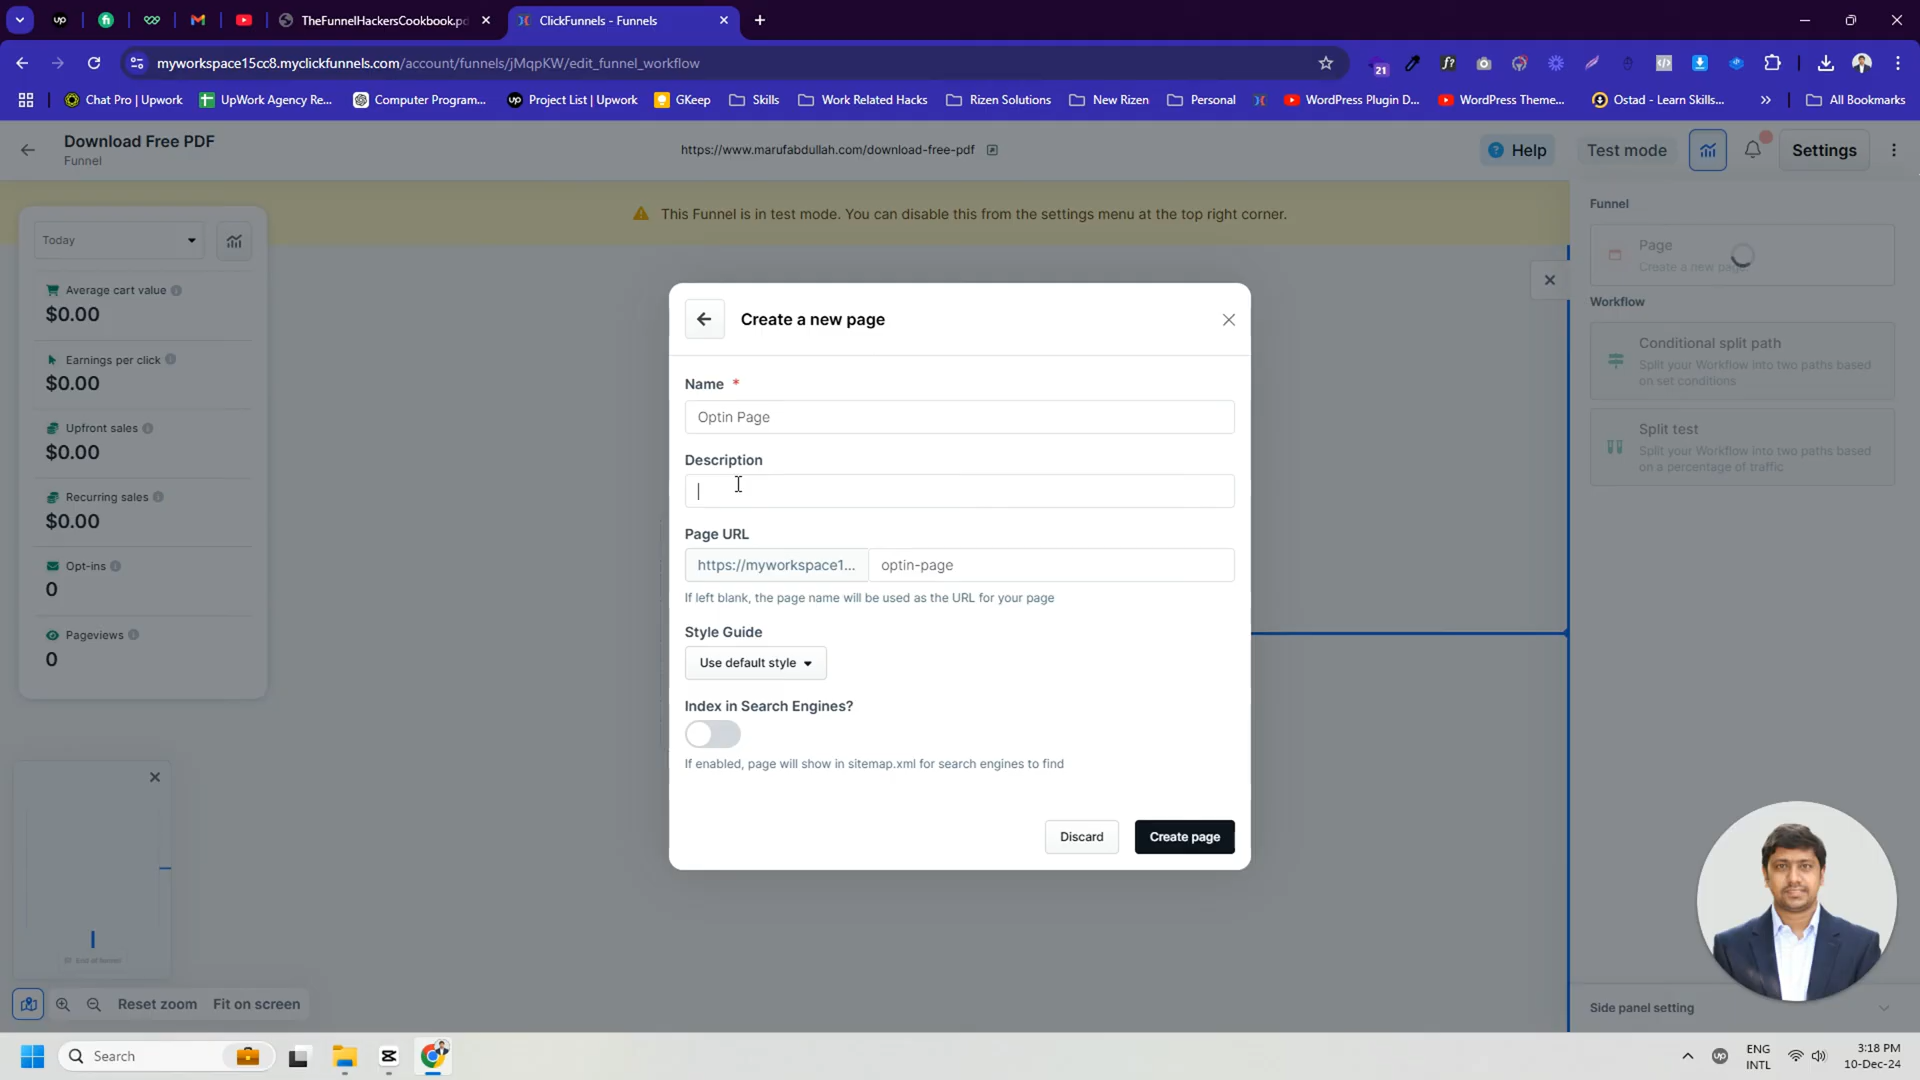 TheFunnelHackersCookbook.pd
ClickFunnels - Funnels
myworkspace15cc8.myclickfunnels.com/account/funnels/jMqpKW/edit_funnel_workflow
21
Chat Pro | Upwork
UpWork Agency Re...
Computer Program...
Project List | Upwork
GKeep
Skills
Work Related Hacks
Rizen Solutions
New Rizen
Personal
WordPress Plugin D...
WordPress Theme...
Ostad - Learn Skills...
All Bookmarks
Download Free PDF
Funnel
https://www.marufabdullah.com/download-free-pdf
Help
Test mode
Settings
This Funnel is in test mode. You can disable this from the settings menu at the top right corner.
Today
Average cart value
$0.00
Earnings per click
$0.00
Upfront sales
$0.00
Recurring sales
$0.00
Opt-ins
0
Pageviews
0
Create a new page
Name *
Optin Page
Description
Page URL
https://myworkspace1...
optin-page
If left blank, the page name will be used as the URL for your page
Style Guide
Use default style
Index in Search Engines?
If enabled, page will show in sitemap.xml for search engines to find
Discard
Create page
Funnel
Page
Create a new page
Workflow
Conditional split path
Split your Workflow into two paths based
on set conditions
Split test
Split your Workflow into two paths based
on a percentage of traffic
Side panel setting
End of funnel
Reset zoom
Fit on screen
Search
ENG
INTL
3:18 PM
10-Dec-24